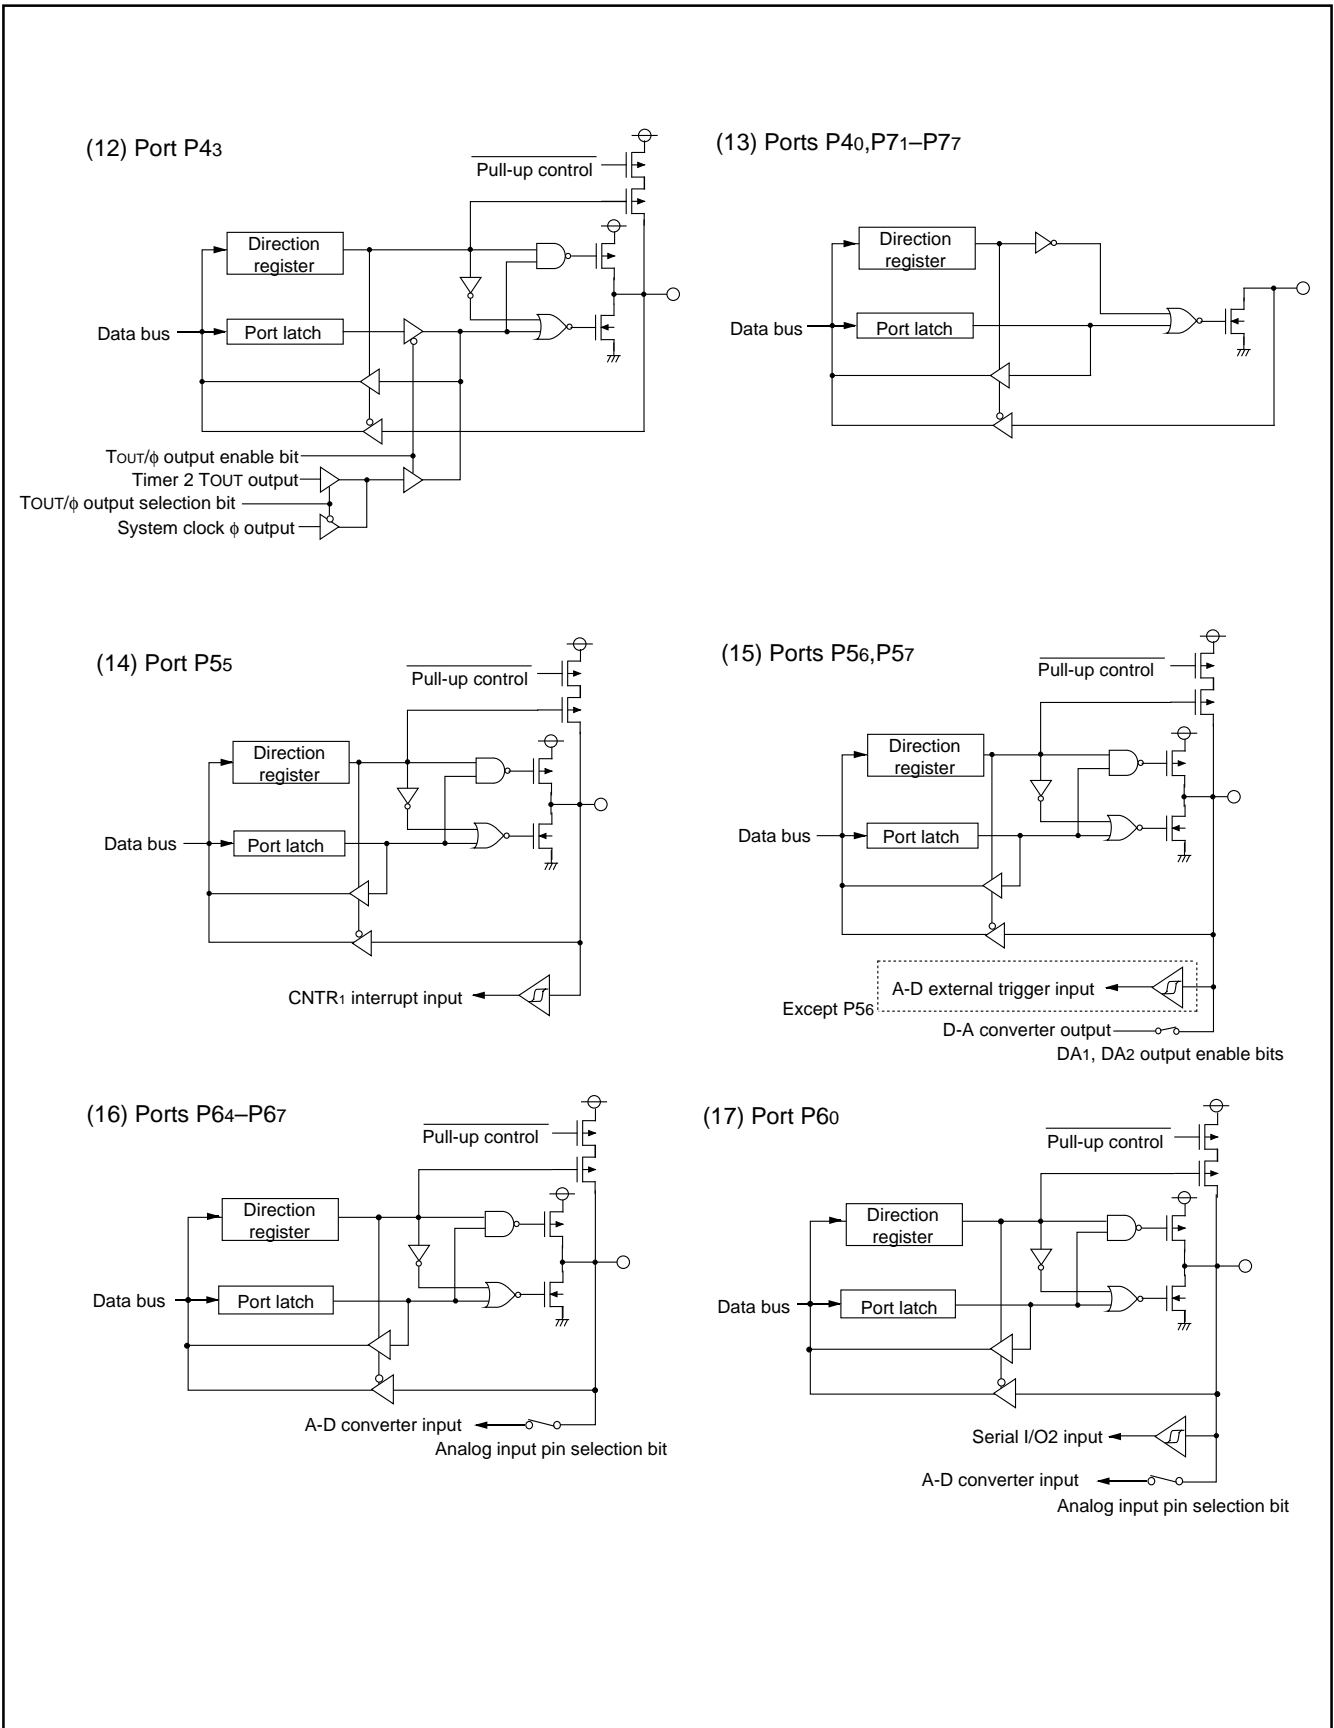 (12) Port P43
Pull-up control
Direction
register
Data bus
Port latch
TOUT/ϕ output enable bit
Timer 2 TOUT output
TOUT/ϕ output selection bit
System clock ϕ output
(13) Ports P40,P71–P77
Direction
register
Data bus
Port latch
(14) Port P55
Pull-up control
Direction
register
Data bus
Port latch
CNTR1 interrupt input
(15) Ports P56,P57
Pull-up control
Direction
register
Data bus
Port latch
A-D external trigger input
Except P56
D-A converter output
DA1, DA2 output enable bits
(16) Ports P64–P67
Pull-up control
Direction
register
Data bus
Port latch
A-D converter input
Analog input pin selection bit
(17) Port P60
Pull-up control
Direction
register
Data bus
Port latch
Serial I/O2 input
A-D converter input
Analog input pin selection bit